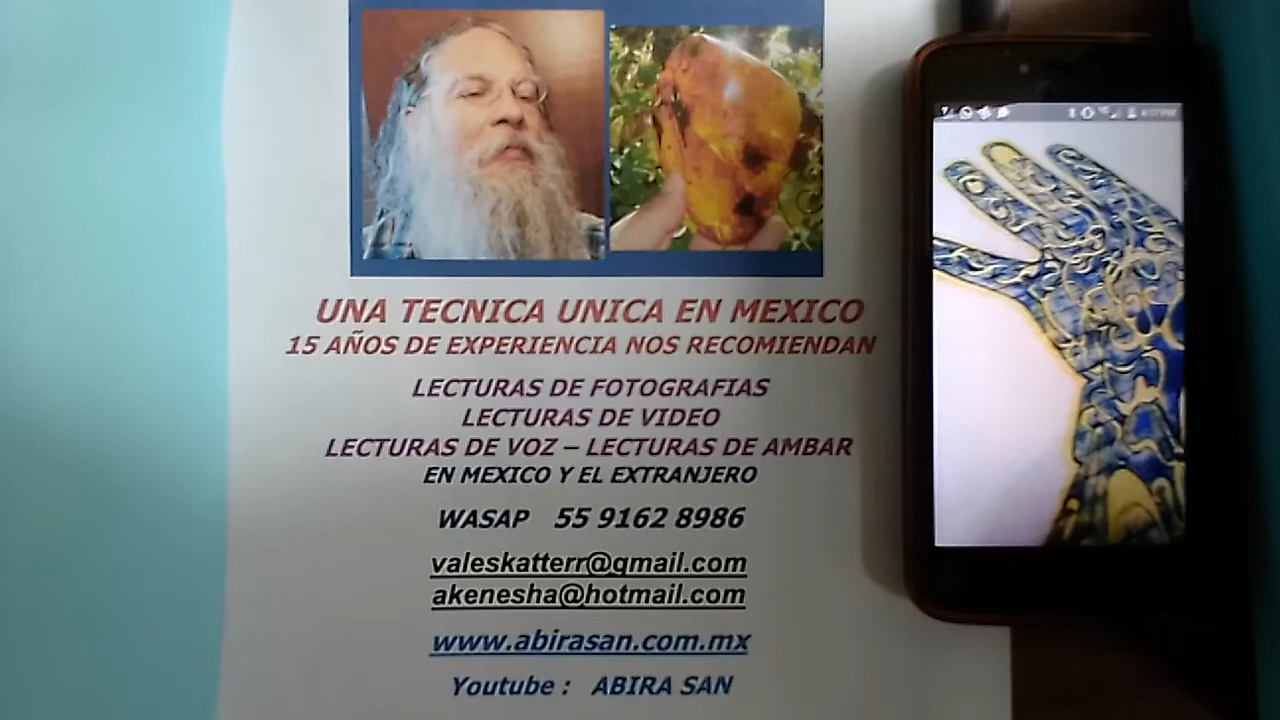 UNA TECNICA UNICA EN MEXICO
15 AÑOS DE EXPERIENCIA NOS RECOMIENDAN
LECTURAS DE FOTOGRAFIAS
LECTURAS DE VIDEO
LECTURAS DE VOZ – LECTURAS DE AMBAR
EN MEXICO Y EL EXTRANJERO
WASAP 55 9162 8986
valeskatterr@gmail.com
akenesha@hotmail.com
www.abirasan.com.mx
Youtube : ABIRA SAN